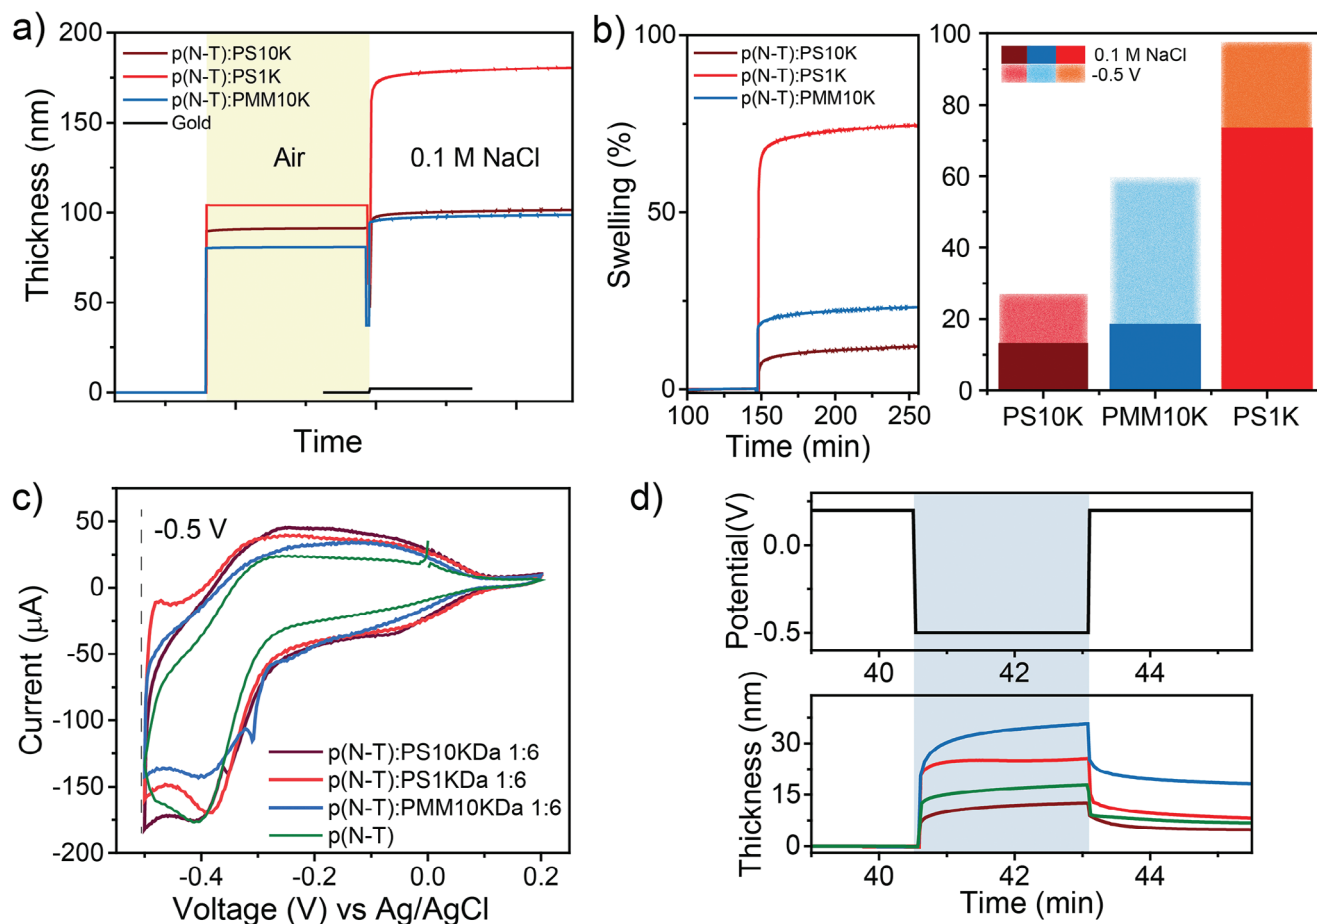 a)
200
150
100
50
0
Thickness (nm)
p(N-T):PS10K
p(N-T):PS1K
p(N-T):PMM10K
Gold
Air
0.1 M NaCl
Time
b)
100
50
0
Swelling (%)
p(N-T):PS10K
p(N-T):PS1K
p(N-T):PMM10K
100 150 200 250
Time (min)
100
80
60
40
20
0
0.1 M NaCl
-0.5 V
PS10K PMM10K PS1K
c)
50
0
-50
-100
-150
-200
Current (μA)
-0.5 V
p(N-T):PS10KDa 1:6
p(N-T):PS1KDa 1:6
p(N-T):PMM10KDa 1:6
p(N-T)
-0.4 -0.2 0.0 0.2
Voltage (V) vs Ag/AgCl
d)
Potential(V)
0.0
-0.5
40 42 44
Thickness (nm)
30
15
0
40 42 44
Time (min)